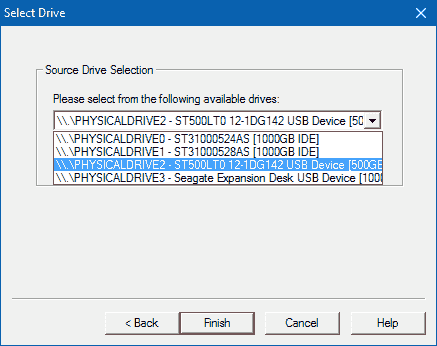 Select Drive
Source Drive Selection
Please select from the following available drives:
\\.\PHYSICALDRIVE2 - ST500LT0 12-1DG142 USB Device [50
\\.\PHYSICALDRIVE0 - ST31000524AS [1000GB IDE]
\\.\PHYSICALDRIVE1 - ST31000528AS [1000GB IDE]
\\.\PHYSICALDRIVE2 - ST500LT0 12-1DG142 USB Device [500GB
\\.\PHYSICALDRIVE3 - Seagate Expansion Desk USB Device [100
< Back
Finish
Cancel
Help